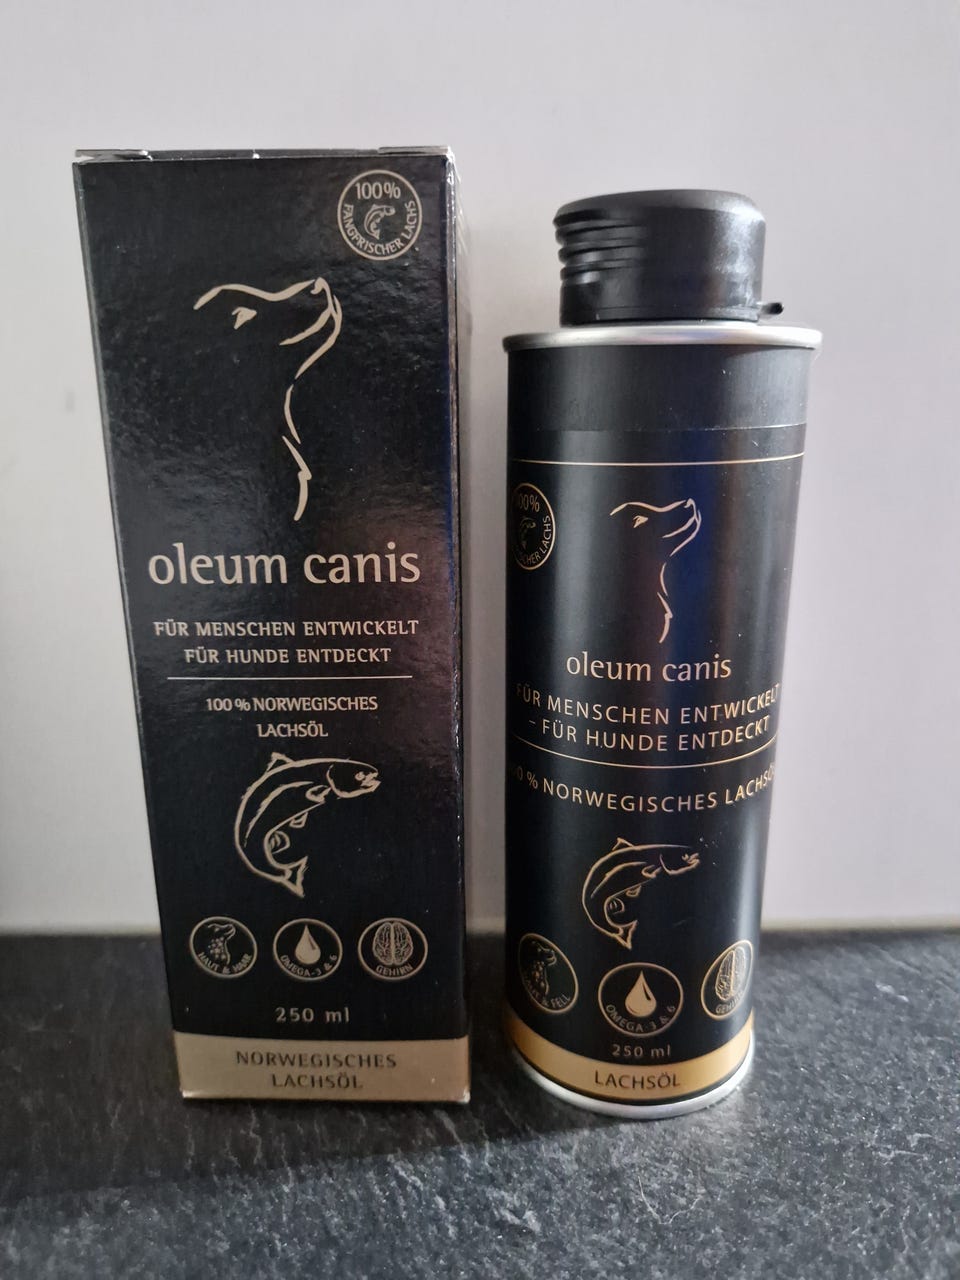 100%
FANGFRISCHER LACHS
oleum canis
FÜR MENSCHEN ENTWICKELT
FÜR HUNDE ENTDECKT
100 % NORWEGISCHES
LACHSÖL
HAUT & HAAR
OMEGA-3 & 6
GEHIRN
250 ml
NORWEGISCHES
LACHSÖL
LACHS
oleum canis
FÜR MENSCHEN ENTWICKELT
– FÜR HUNDE ENTDECKT
% NORWEGISCHES LACHSÖL
& FELL
OMEGA-3 & 6
250 ml
LACHSÖL